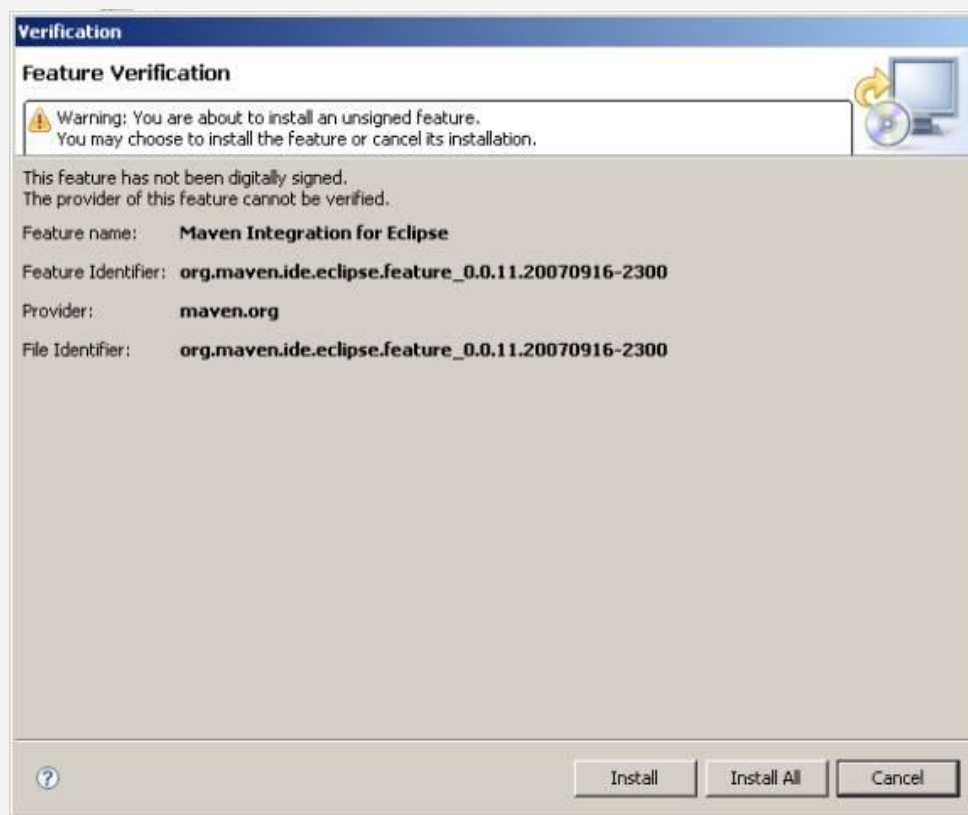 Verification
Feature Verification
Warning: You are about to install an unsigned feature.
You may choose to install the feature or cancel its installation.
This feature has not been digitally signed.
The provider of this feature cannot be verified.
Feature name: Maven Integration for Eclipse
Feature Identifier: org.maven.ide.eclipse.feature_0.0.11.20070916-2300
Provider: maven.org
File Identifier: org.maven.ide.eclipse.feature_0.0.11.20070916-2300
? Install Install All Cancel